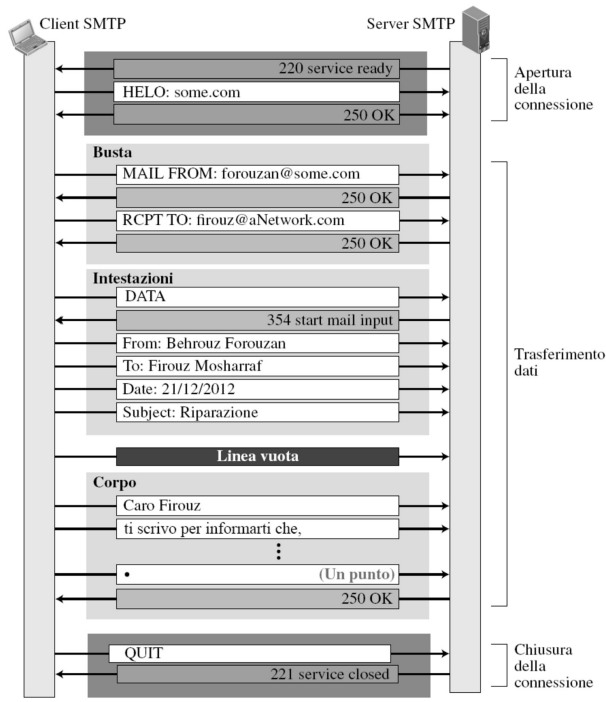 Client SMTP
Server SMTP
220 service ready
HELO: some.com
250 OK
Apertura
della
connessione
Busta
MAIL FROM: forouzan@some.com
250 OK
RCPT TO: firouz@aNetwork.com
250 OK
Intestazioni
DATA
354 start mail input
From: Behrouz Forouzan
To: Firouz Mosharraf
Date: 21/12/2012
Subject: Riparazione
Trasferimento
dati
Linea vuota
Corpo
Caro Firouz
ti scrivo per informarti che,
• (Un punto)
250 OK
QUIT
221 service closed
Chiusura
della
connessione